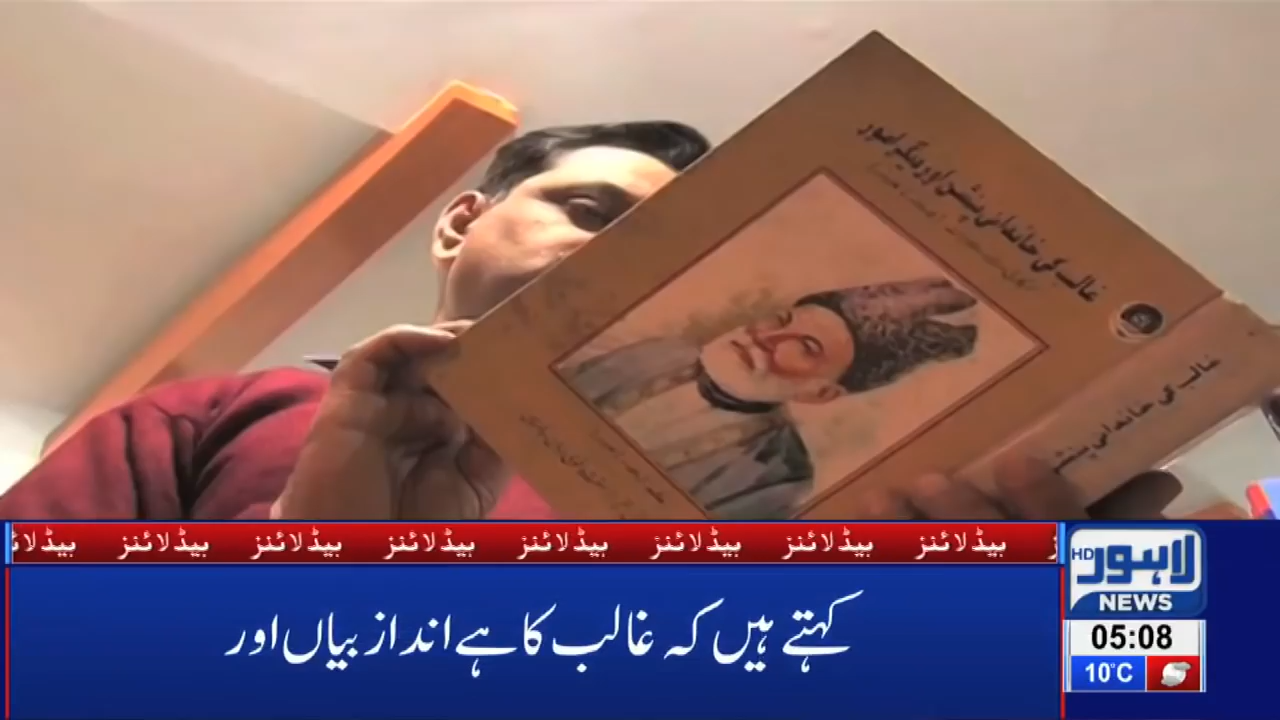 غالب کی خاندانی پنشن اور دیگر امور
غالب کی خاندانی پنشن
ہیڈلائنز ہیڈلائنز ہیڈلائنز ہیڈلائنز ہیڈلائنز ہیڈلائنز ہیڈلائنز
کہتے ہیں کہ غالب کا ہے انداز بیاں اور
لاہور HD
NEWS
05:08
10°C